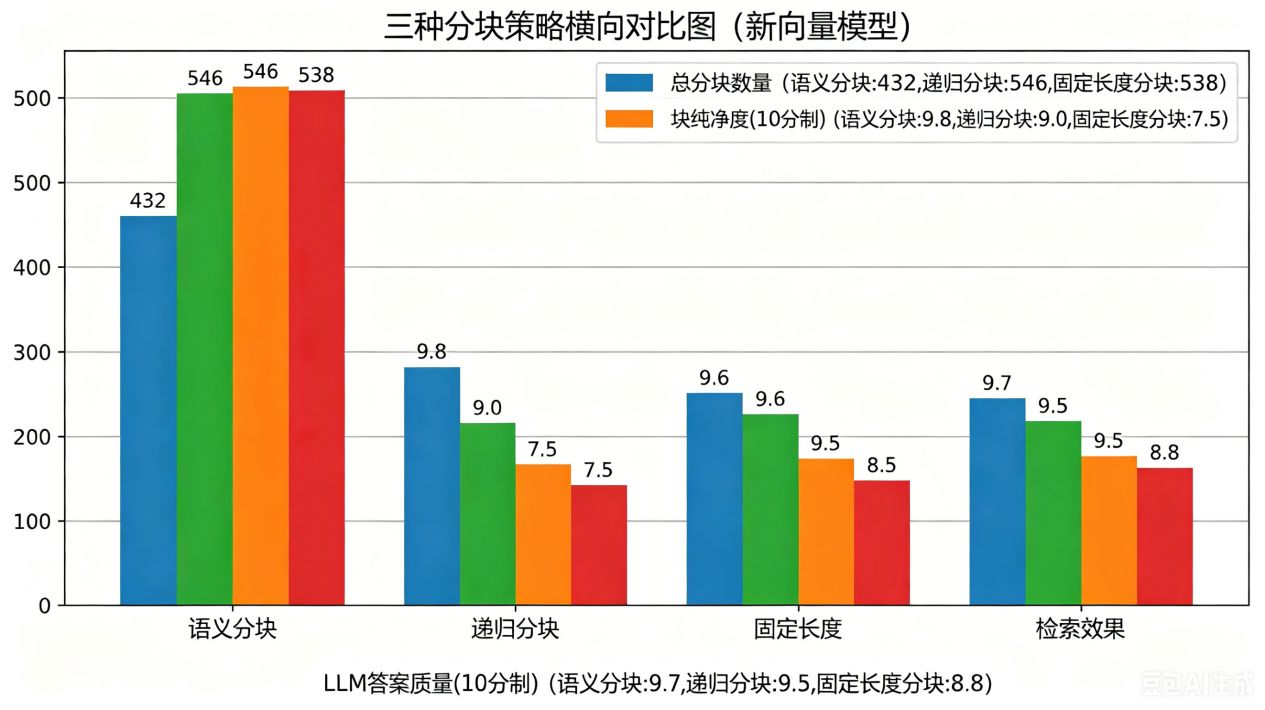 三种分块策略横向对比图（新向量模型）
总分块数量（语义分块:432,递归分块:546,固定长度分块:538）
块纯净度(10分制)（语义分块:9.8,递归分块:9.0,固定长度分块:7.5）
500
500
400
300
200
100
0
432
546
546
538
9.8
9.0
7.5
7.5
9.6
9.6
9.5
8.5
9.7
9.5
9.5
8.8
语义分块
递归分块
固定长度
检索效果
LLM答案质量(10分制)（语义分块:9.7,递归分块:9.5,固定长度分块:8.8）
豆包AI生成